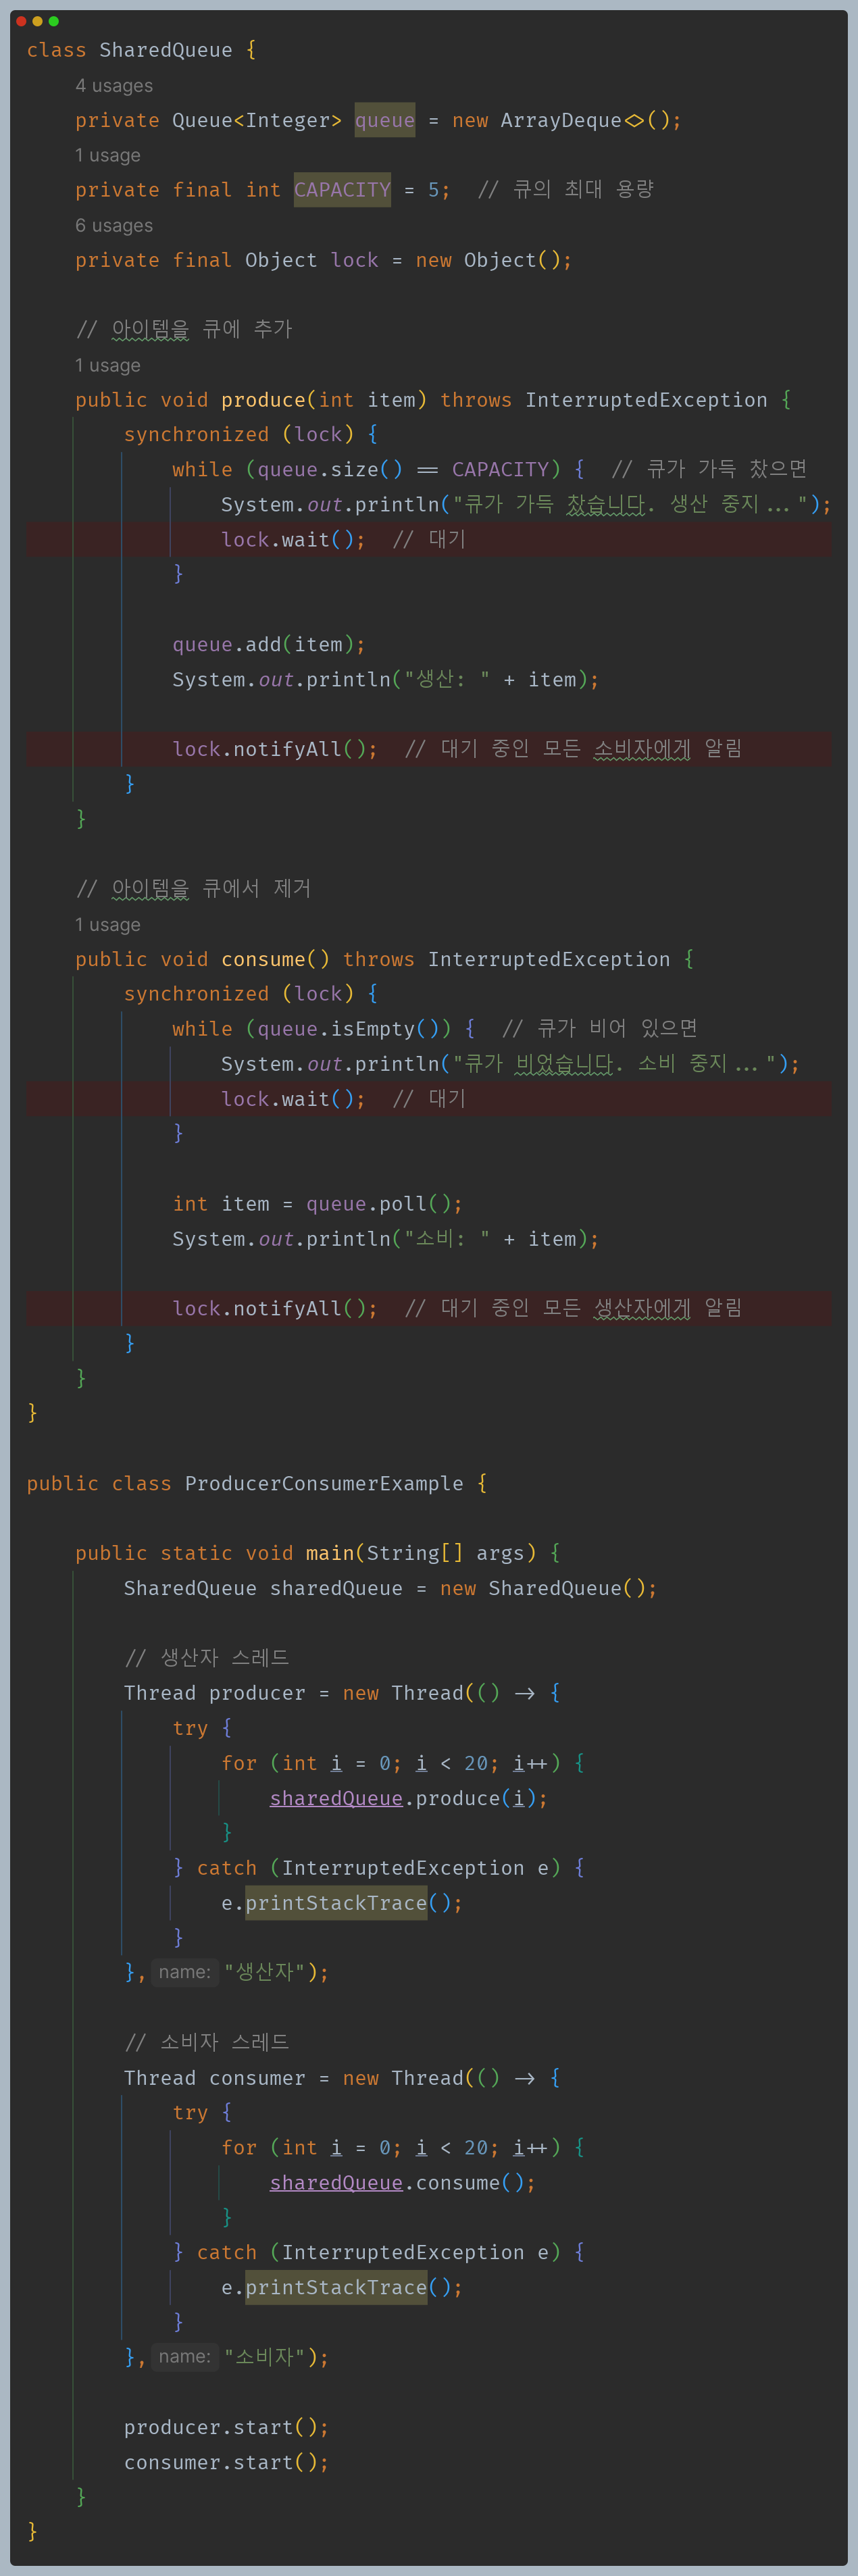 class SharedQueue {
4 usages
private Queue<Integer> queue = new ArrayDeque<>();
1 usage
private final int CAPACITY = 5;  // 큐의 최대 용량
6 usages
private final Object lock = new Object();
// 아이템을 큐에 추가
1 usage
public void produce(int item) throws InterruptedException {
synchronized (lock) {
while (queue.size() == CAPACITY) {  // 큐가 가득 찼으면
System.out.println("큐가 가득 찼습니다. 생산 중지...");
lock.wait();  // 대기
}
queue.add(item);
System.out.println("생산: " + item);
lock.notifyAll();  // 대기 중인 모든 소비자에게 알림
}
}
// 아이템을 큐에서 제거
1 usage
public void consume() throws InterruptedException {
synchronized (lock) {
while (queue.isEmpty()) {  // 큐가 비어 있으면
System.out.println("큐가 비었습니다. 소비 중지...");
lock.wait();  // 대기
}
int item = queue.poll();
System.out.println("소비: " + item);
lock.notifyAll();  // 대기 중인 모든 생산자에게 알림
}
}
}
public class ProducerConsumerExample {
public static void main(String[] args) {
SharedQueue sharedQueue = new SharedQueue();
// 생산자 스레드
Thread producer = new Thread(() -> {
try {
for (int i = 0; i < 20; i++) {
sharedQueue.produce(i);
}
} catch (InterruptedException e) {
e.printStackTrace();
}
}, name: "생산자");
// 소비자 스레드
Thread consumer = new Thread(() -> {
try {
for (int i = 0; i < 20; i++) {
sharedQueue.consume();
}
} catch (InterruptedException e) {
e.printStackTrace();
}
}, name: "소비자");
producer.start();
consumer.start();
}
}